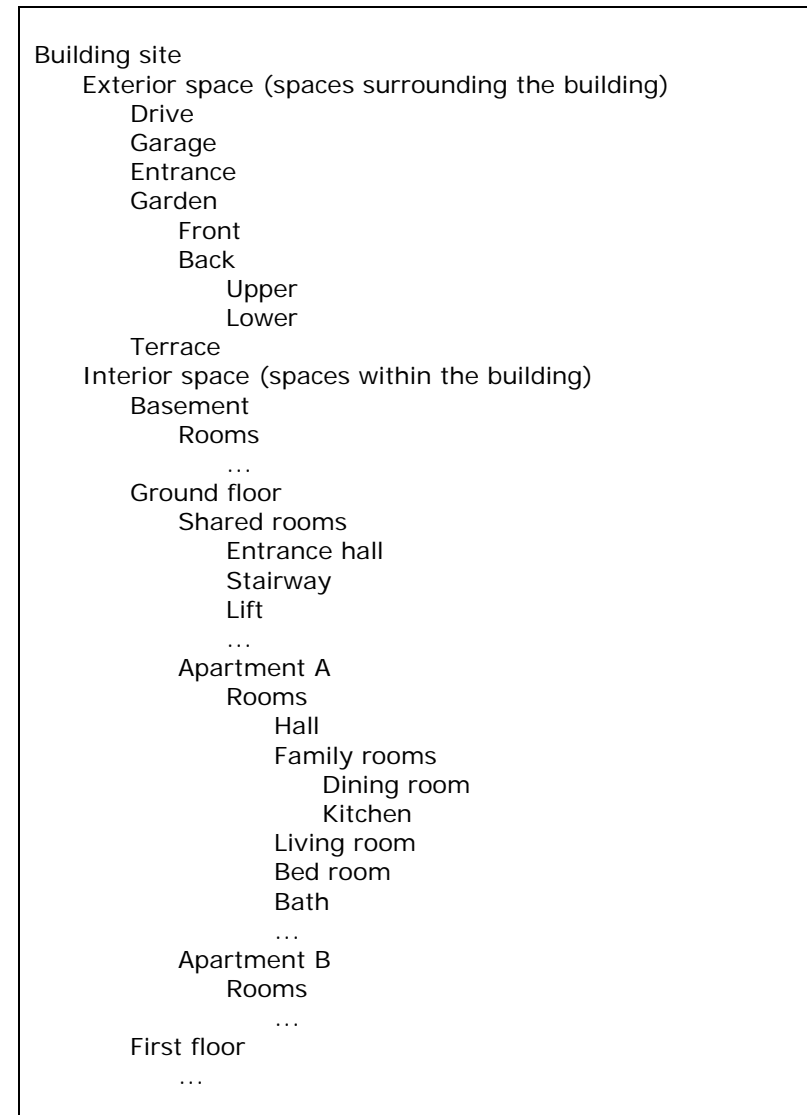 Building site
Exterior space (spaces surrounding the building)
Drive
Garage
Entrance
Garden
Front
Back
Upper
Lower
Terrace
Interior space (spaces within the building)
Basement
Rooms
...
Ground floor
Shared rooms
Entrance hall
Stairway
Lift
...
Apartment A
Rooms
Hall
Family rooms
Dining room
Kitchen
Living room
Bed room
Bath
...
Apartment B
Rooms
...
First floor
...